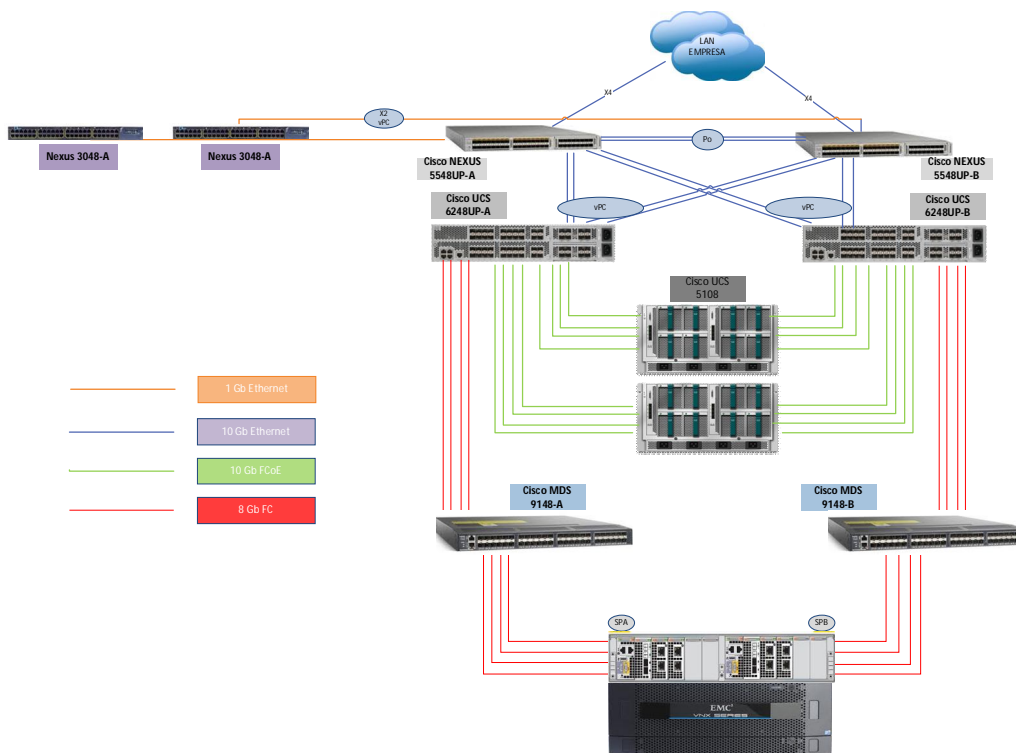 LAN
EMPRESA
X4
X4
X2
vPC
Nexus 3048-A
Nexus 3048-A
Po
Cisco NEXUS
5548UP-A
Cisco NEXUS
5548UP-B
Cisco UCS
6248UP-A
vPC
vPC
Cisco UCS
6248UP-B
Cisco UCS
5108
1 Gb Ethernet
10 Gb Ethernet
10 Gb FCoE
8 Gb FC
Cisco MDS
9148-A
Cisco MDS
9148-B
SPA
SPB
EMC²
VNX SERIES